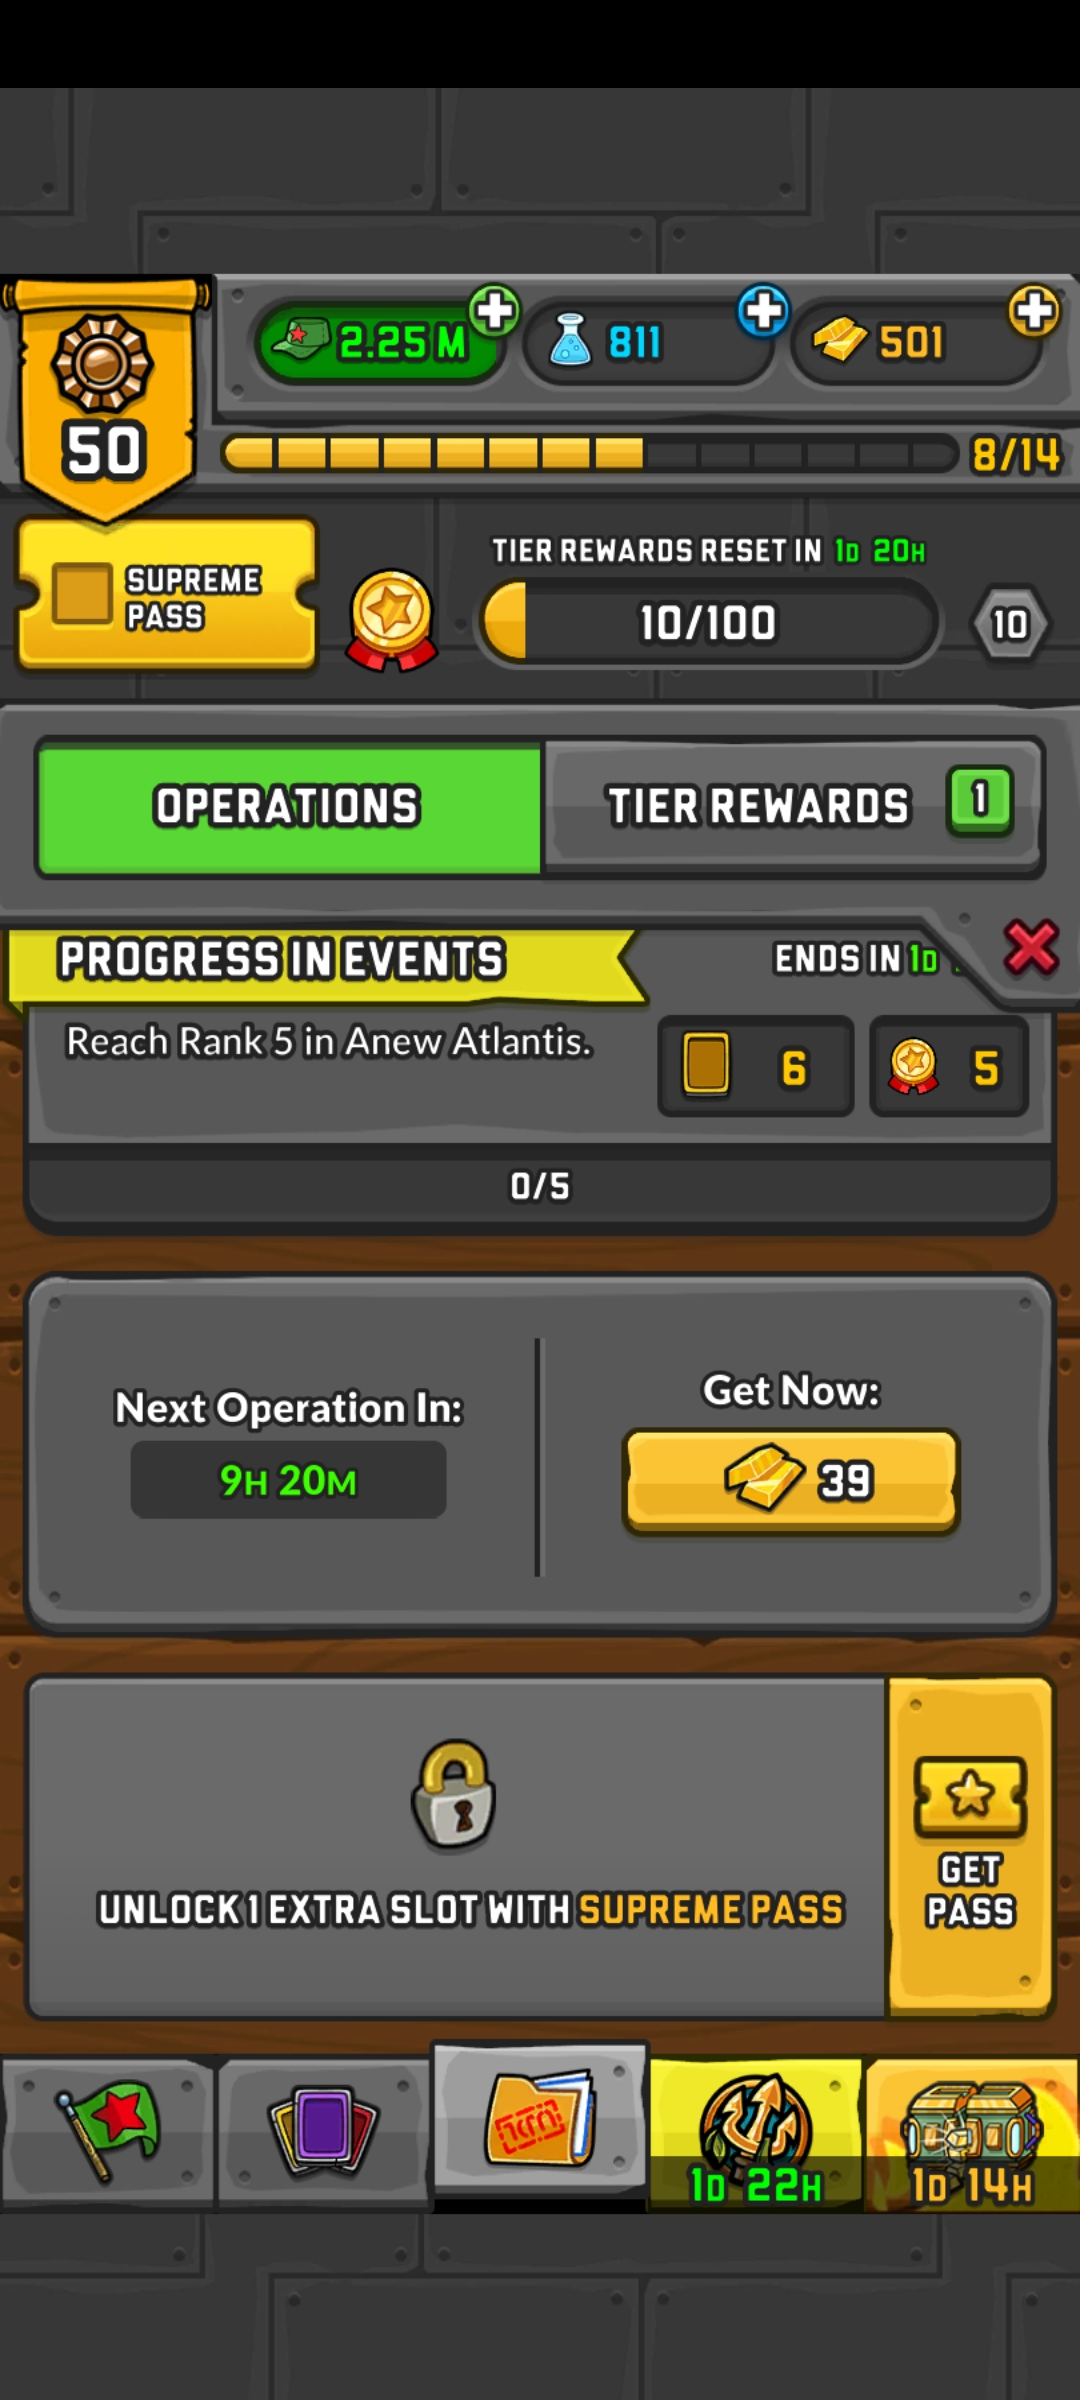 2.25 M
811
501
50
8/14
SUPREME
PASS
TIER REWARDS RESET IN 1D 20H
10/100
10
OPERATIONS
TIER REWARDS
1
PROGRESS IN EVENTS
ENDS IN 1D
Reach Rank 5 in Anew Atlantis.
6
5
0/5
Next Operation In:
9H 20M
Get Now:
39
UNLOCK 1 EXTRA SLOT WITH SUPREME PASS
GET
PASS
1D 22H
1D 14H